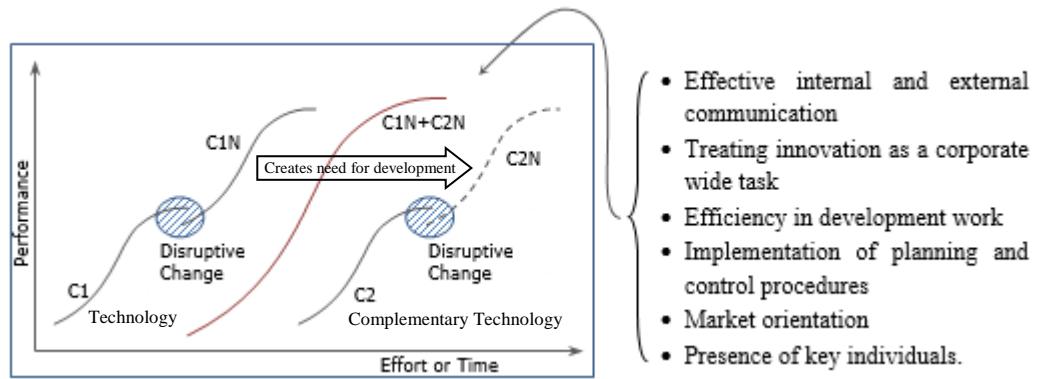 Performance
C1N
C1N+C2N
C2N
Creates need for development
Disruptive
Change
Disruptive
Change
C1
Technology
C2
Complementary Technology
Effort or Time
• Effective internal and external
communication
• Treating innovation as a corporate
wide task
• Efficiency in development work
• Implementation of planning and
control procedures
• Market orientation
• Presence of key individuals.